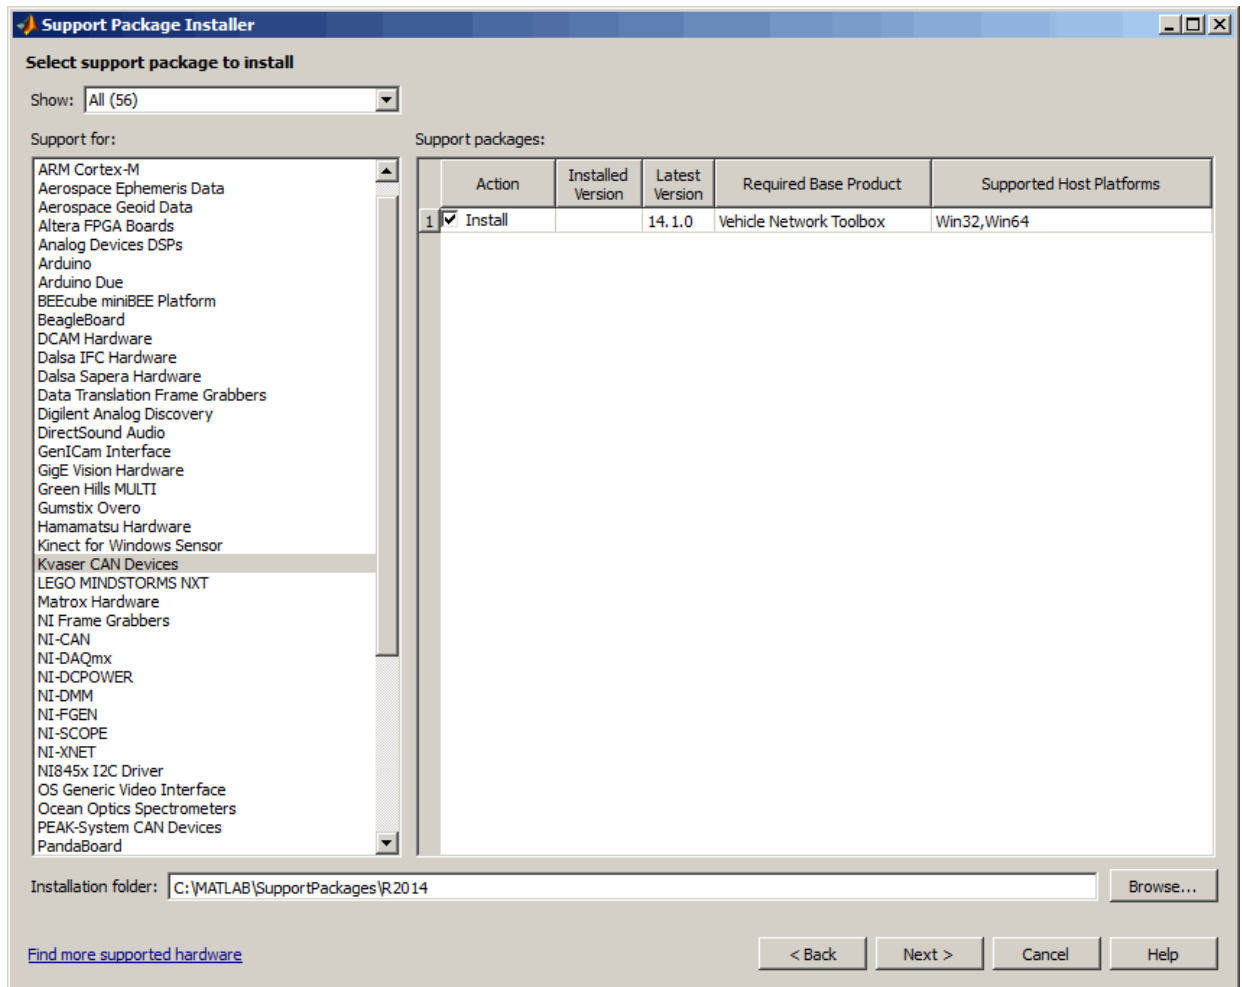 Support Package Installer
Select support package to install
Show: All (56)
Support for:
ARM Cortex-M
Aerospace Ephemeris Data
Aerospace Geoid Data
Altera FPGA Boards
Analog Devices DSPs
Arduino
Arduino Due
BEEcube miniBEE Platform
BeagleBoard
DCAM Hardware
Dalsa IFC Hardware
Dalsa Sapera Hardware
Data Translation Frame Grabbers
Digilent Analog Discovery
DirectSound Audio
GenICam Interface
GigE Vision Hardware
Green Hills MULTI
Gumstix Overo
Hamamatsu Hardware
Kinect for Windows Sensor
Kvaser CAN Devices
LEGO MINDSTORMS NXT
Matrox Hardware
NI Frame Grabbers
NI-CAN
NI-DAQmx
NI-DCPOWER
NI-DMM
NI-FGEN
NI-SCOPE
NI-XNET
NI845x I2C Driver
OS Generic Video Interface
Ocean Optics Spectrometers
PEAK-System CAN Devices
PandaBoard
Support packages:
Action Installed Version Latest Version Required Base Product Supported Host Platforms
1 Install 14.1.0 Vehicle Network Toolbox Win32,Win64
Installation folder: C:\MATLAB\SupportPackages\R2014 Browse...
Find more supported hardware < Back Next > Cancel Help